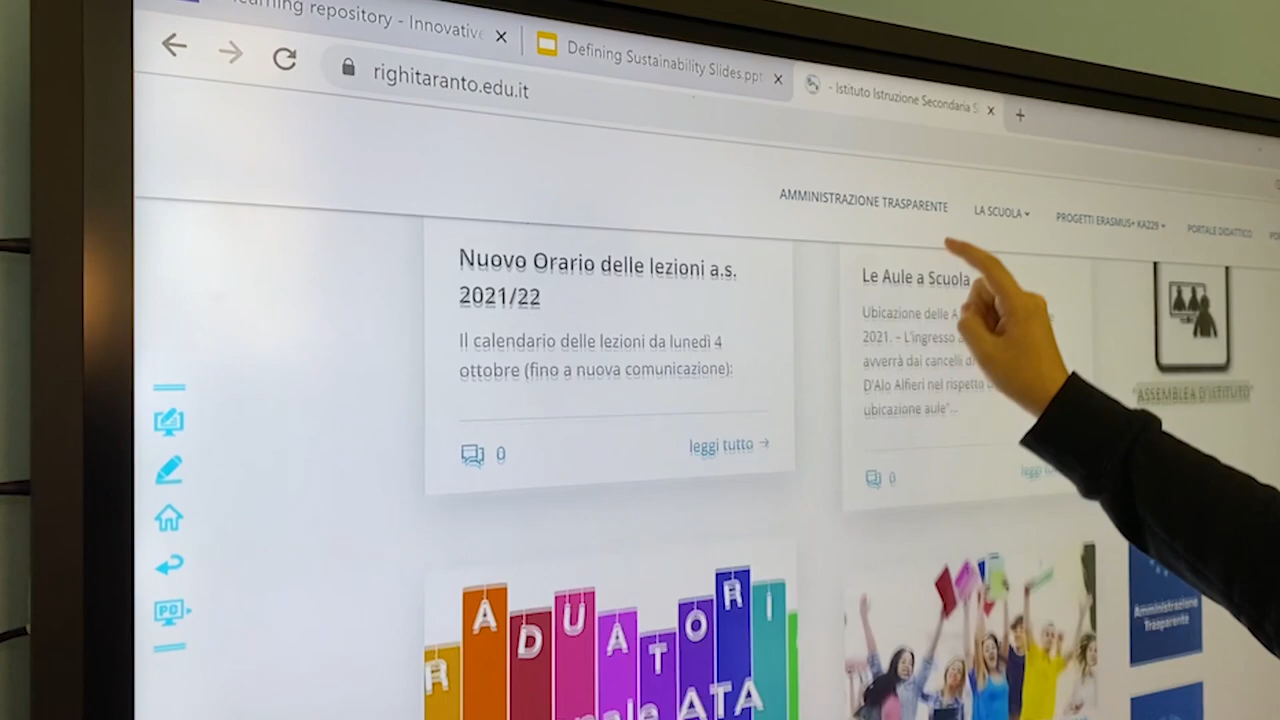 learning repository - Innovative
Defining Sustainability Slides.ppt
- Istituto Istruzione Secondaria S
righitaranto.edu.it
AMMINISTRAZIONE TRASPARENTE
LA SCUOLA
PROGETTI ERASMUS+ KA229
PORTALE DIDATTICO
Nuovo Orario delle lezioni a.s.
2021/22
Il calendario delle lezioni da lunedì 4
ottobre (fino a nuova comunicazione):
0
leggi tutto →
Le Aule a Scuola
Ubicazione delle A
2021. – L'ingresso
avverrà dai cancelli
D'Alo Alfieri nel rispetto
ubicazione aule"...
0
leggi
"ASSEMBLEA D'ISTITUTO"
PO
RADUATORI
ATA
Amministrazione
Trasparente